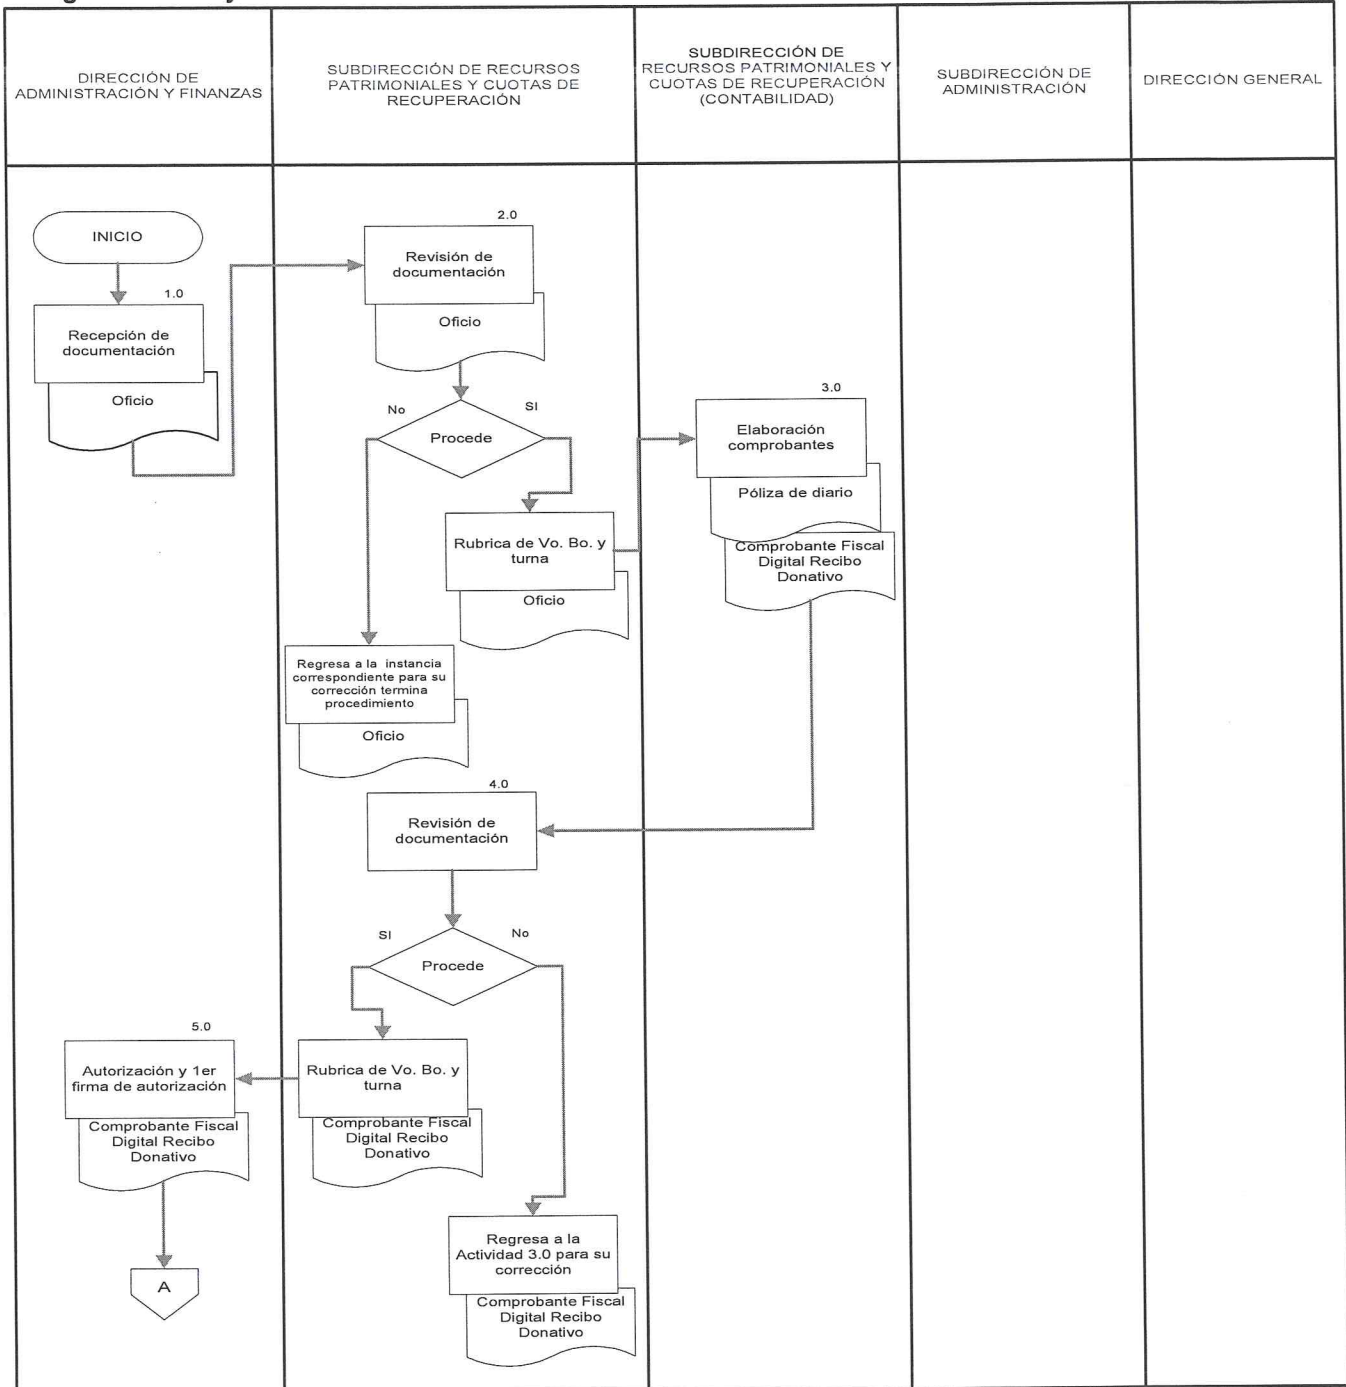 DIRECCIÓN DE
ADMINISTRACIÓN Y FINANZAS
SUBDIRECCIÓN DE RECURSOS
PATRIMONIALES Y CUOTAS DE
RECUPERACIÓN
SUBDIRECCIÓN DE
RECURSOS PATRIMONIALES Y
CUOTAS DE RECUPERACIÓN
(CONTABILIDAD)
SUBDIRECCIÓN DE
ADMINISTRACIÓN
DIRECCIÓN GENERAL
INICIO
1.0
Recepción de
documentación
Oficio
2.0
Revisión de
documentación
Oficio
No
SI
Procede
Rubrica de Vo. Bo. y
turna
Oficio
Regresa a la instancia
correspondiente para su
corrección termina
procedimiento
Oficio
3.0
Elaboración
comprobantes
Póliza de diario
Comprobante Fiscal
Digital Recibo
Donativo
4.0
Revisión de
documentación
SI
No
Procede
Rubrica de Vo. Bo. y
turna
Comprobante Fiscal
Digital Recibo
Donativo
5.0
Autorización y 1er
firma de autorización
Comprobante Fiscal
Digital Recibo
Donativo
A
Regresa a la
Actividad 3.0 para su
corrección
Comprobante Fiscal
Digital Recibo
Donativo